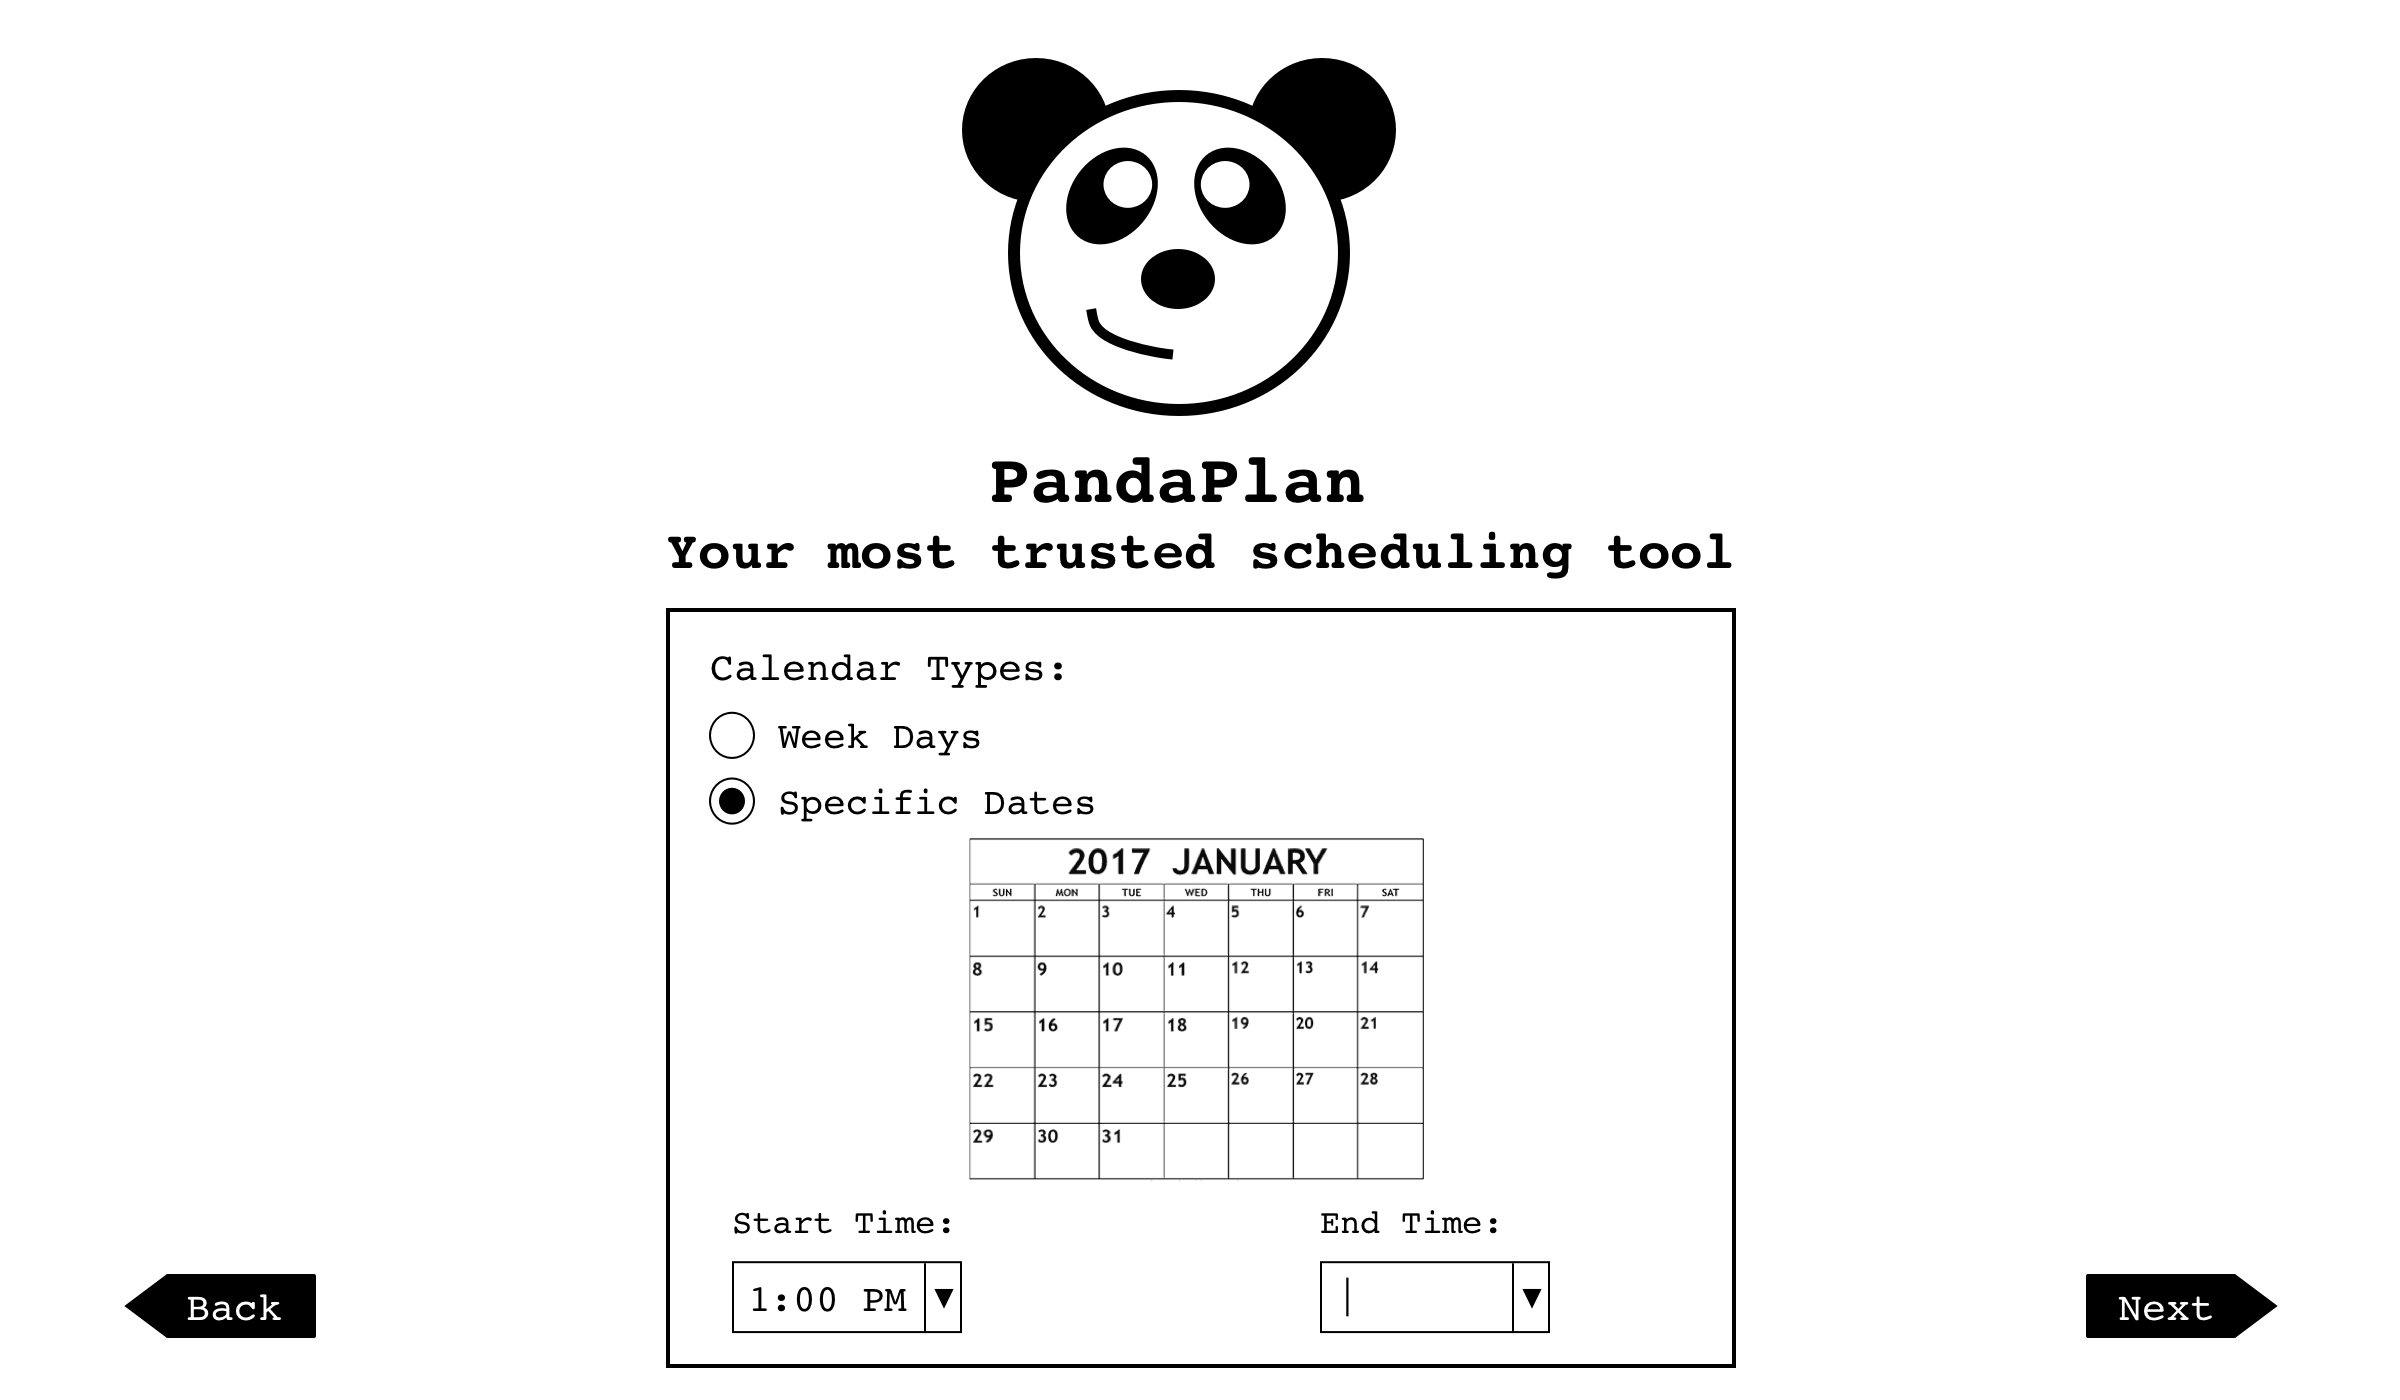 PandaPlan
Your most trusted scheduling tool
Calendar Types:
Week Days
Specific Dates
2017 JANUARY
SUN MON TUE WED THU FRI SAT
1 2 3 4 5 6 7
8 9 10 11 12 13 14
15 16 17 18 19 20 21
22 23 24 25 26 27 28
29 30 31
Start Time: End Time:
1:00 PM ▼ ▼
Back Next